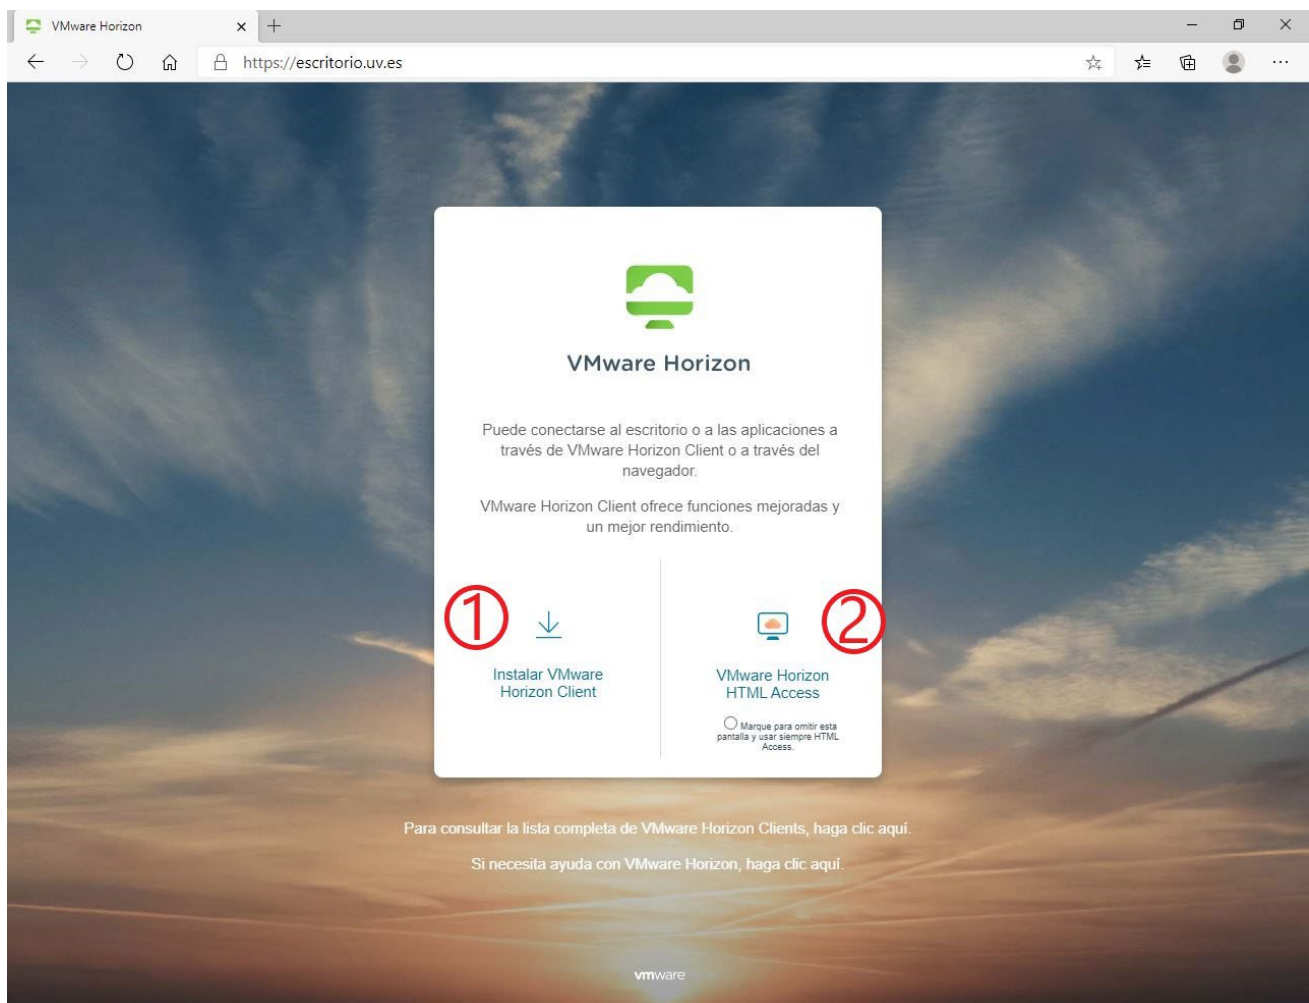 VMware Horizon
https://escritorio.uv.es
VMware Horizon
Puede conectarse al escritorio o a las aplicaciones a
través de VMware Horizon Client o a través del
navegador.
VMware Horizon Client ofrece funciones mejoradas y
un mejor rendimiento.
1
2
Instalar VMware
Horizon Client
VMware Horizon
HTML Access
Marque para omitir esta
pantalla y usar siempre HTML
Access.
Para consultar la lista completa de VMware Horizon Clients, haga clic aquí.
Si necesita ayuda con VMware Horizon, haga clic aquí.
vmware